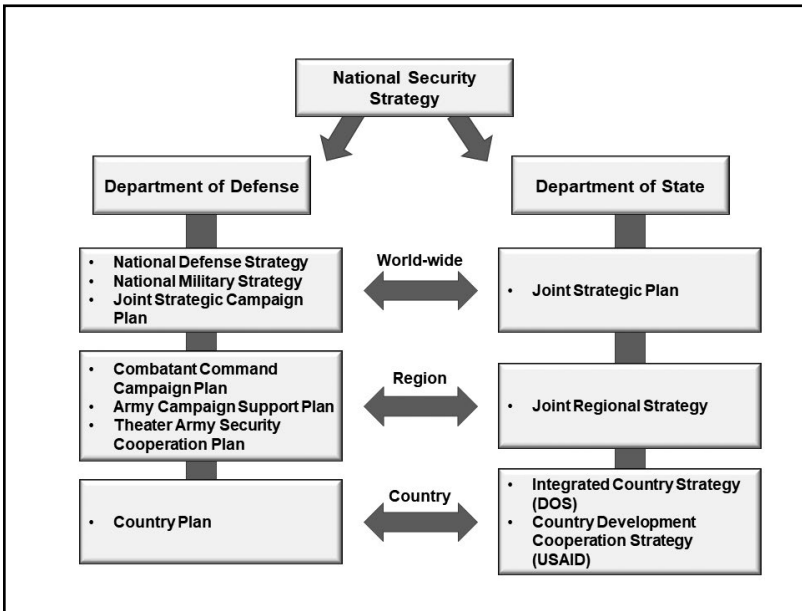 National Security
Strategy
Department of Defense
Department of State
• National Defense Strategy
• National Military Strategy
• Joint Strategic Campaign
Plan
World-wide
• Joint Strategic Plan
• Combatant Command
Campaign Plan
• Army Campaign Support Plan
• Theater Army Security
Cooperation Plan
Region
• Joint Regional Strategy
• Country Plan
Country
• Integrated Country Strategy
(DOS)
• Country Development
Cooperation Strategy
(USAID)